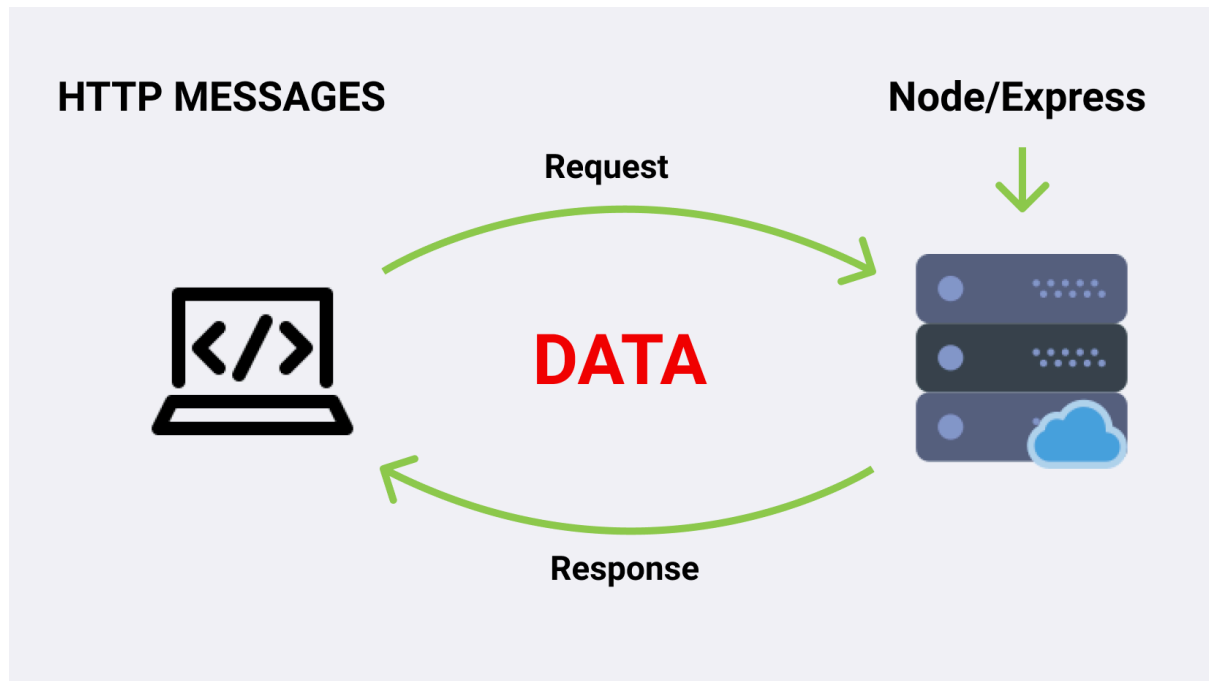 HTTP MESSAGES
Node/Express
Request
</>
DATA
Response